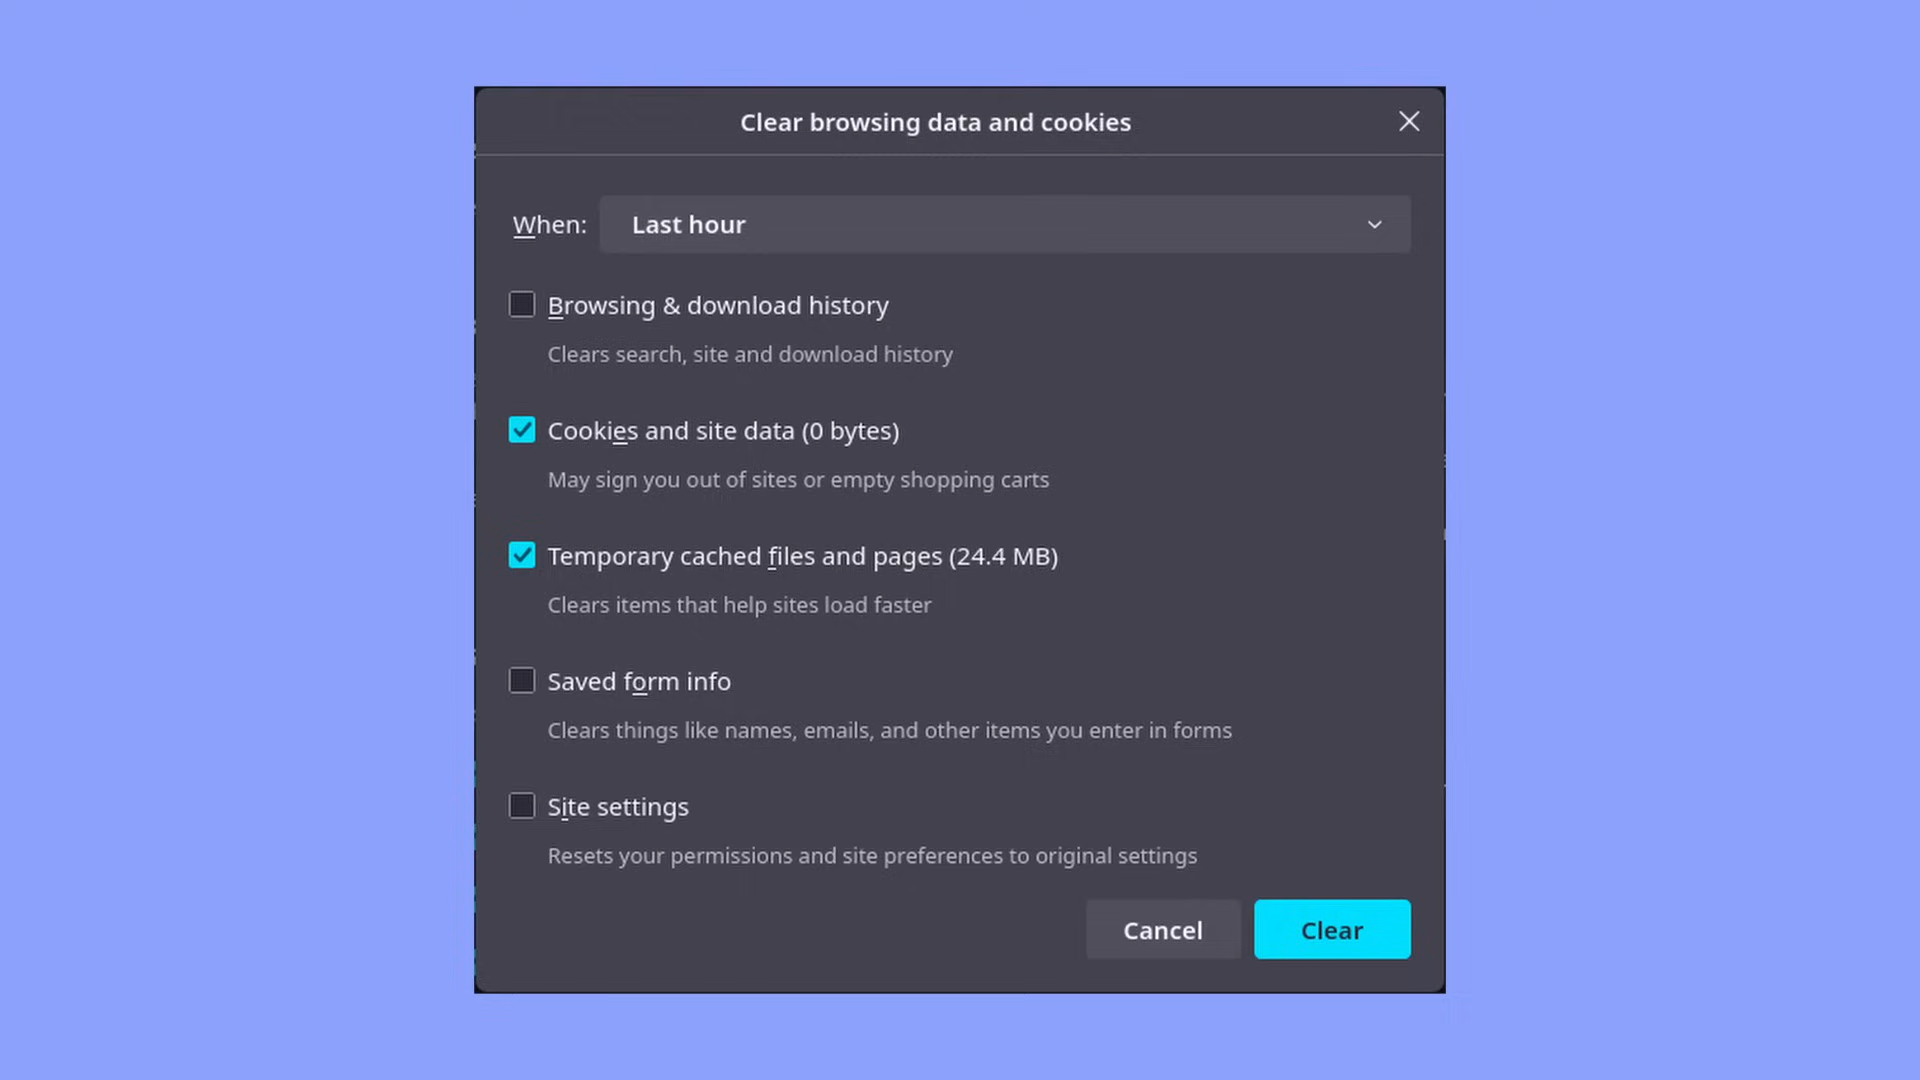 Clear browsing data and cookies
When: Last hour
Browsing & download history
Clears search, site and download history
Cookies and site data (0 bytes)
May sign you out of sites or empty shopping carts
Temporary cached files and pages (24.4 MB)
Clears items that help sites load faster
Saved form info
Clears things like names, emails, and other items you enter in forms
Site settings
Resets your permissions and site preferences to original settings
Cancel Clear